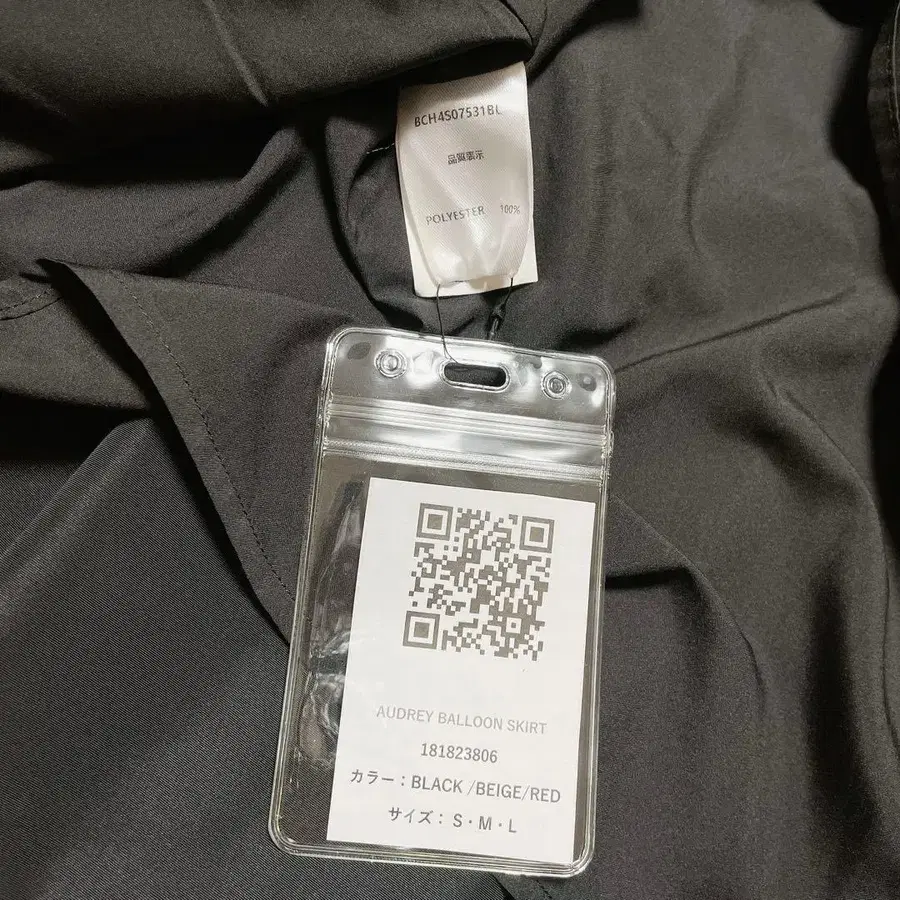 BCH4S07531BL
品質表示
POLYESTER 100%
AUDREY BALLOON SKIRT
181823806
カラー：BLACK /BEIGE/RED
サイズ：S・M・L